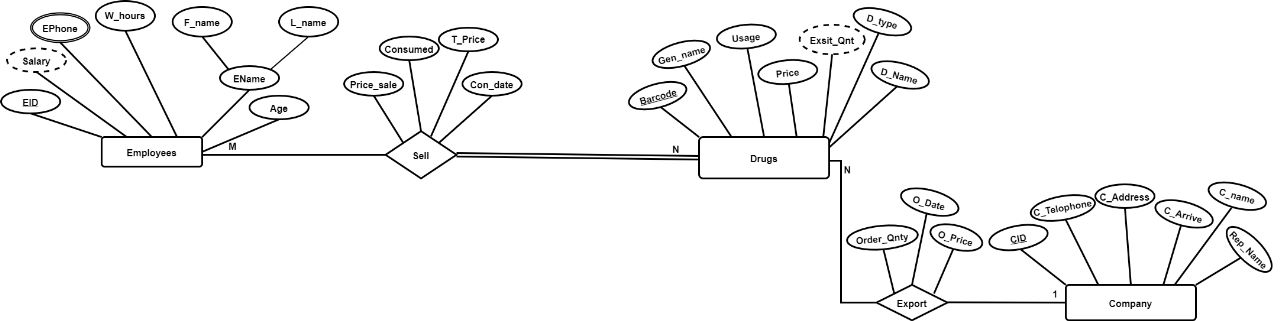 W_hours
F_name
L_name
EPhone
Salary
EName
EID
Age
Employees
M
Consumed
T_Price
Price_sale
Con_date
Sell
N
Gen_name
Usage
Exsit_Qnt
D_type
Barcode
Price
D_Name
Drugs
N
Order_Qnty
O_Date
O_Price
Export
1
CID
C_Telophone
C_Address
C_Arrive
C_name
Rep_Name
Company